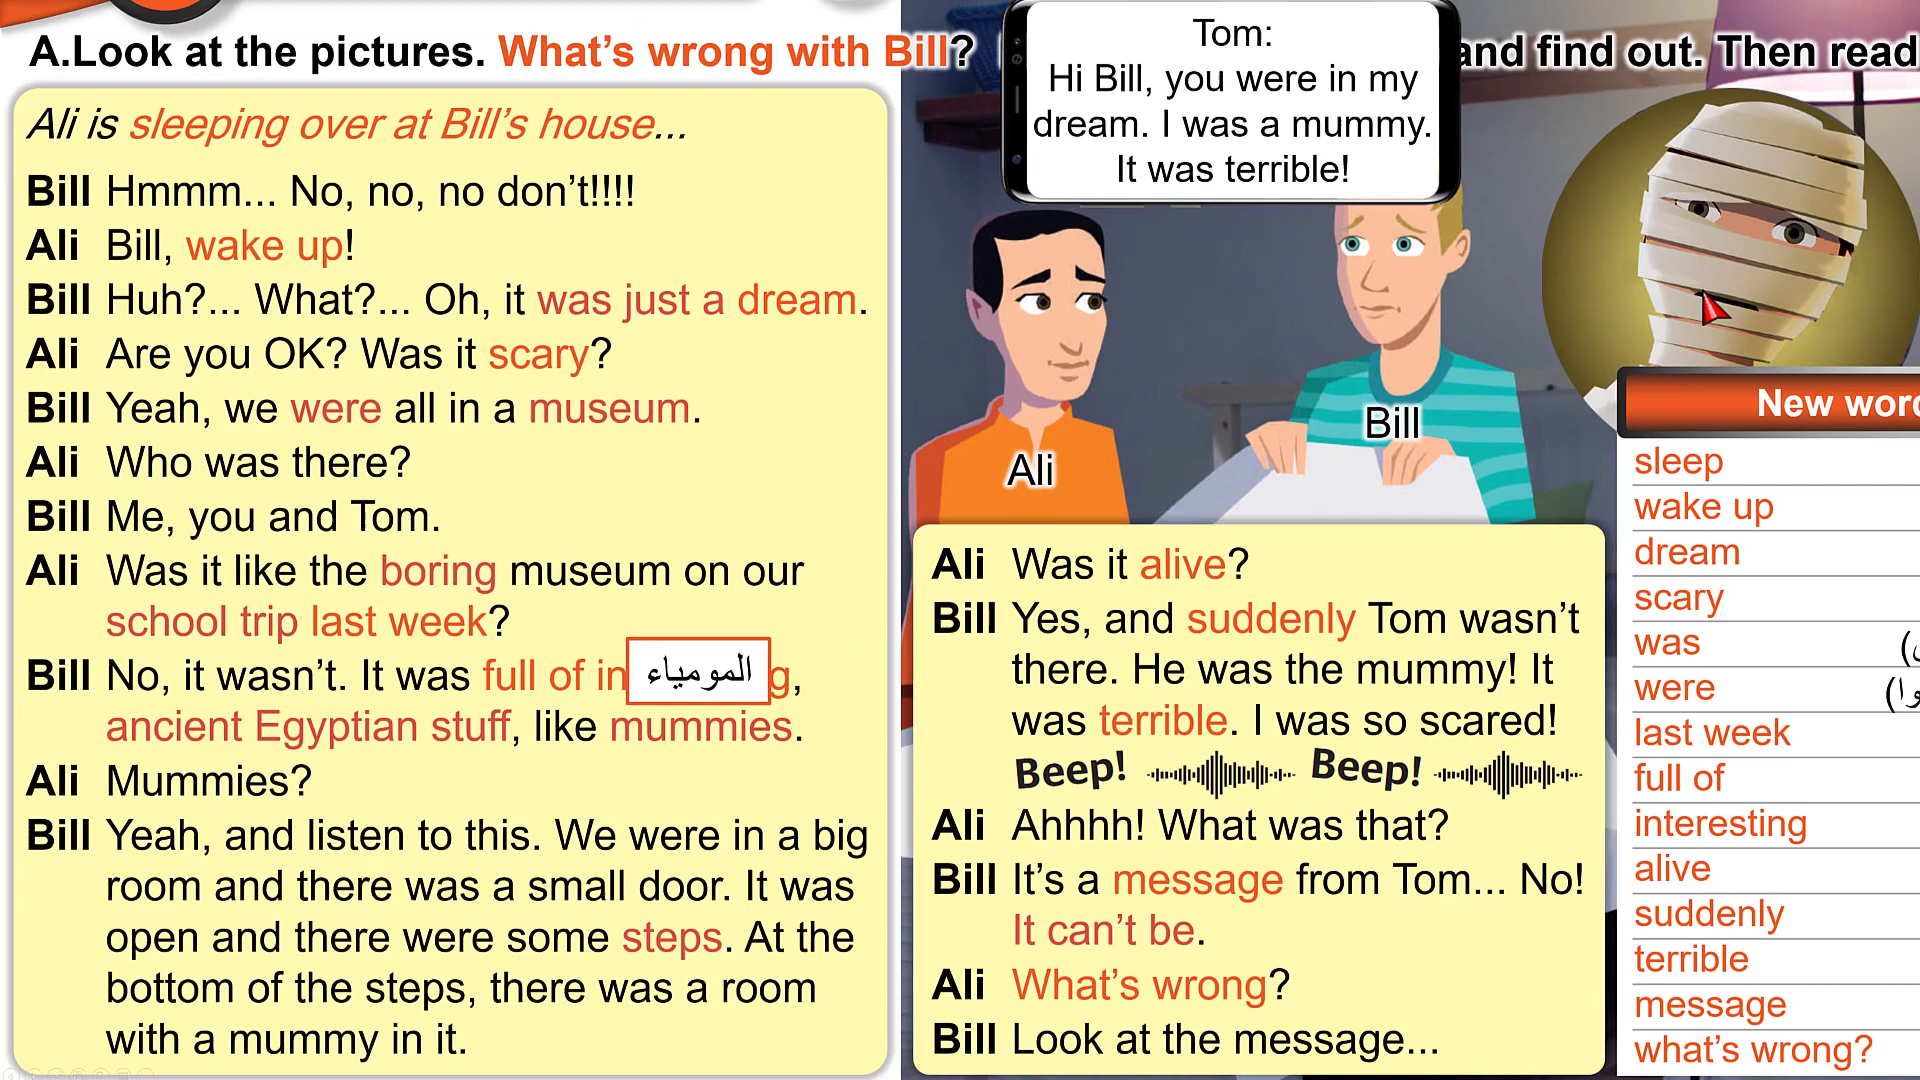 A.Look at the pictures. What's wrong with Bill? and find out. Then read
Ali is sleeping over at Bill's house...
Bill Hmmm... No, no, no don't!!!!
Ali Bill, wake up!
Bill Huh?... What?... Oh, it was just a dream.
Ali Are you OK? Was it scary?
Bill Yeah, we were all in a museum.
Ali Who was there?
Bill Me, you and Tom.
Ali Was it like the boring museum on our
school trip last week?
Bill No, it wasn't. It was full of in المومياء g,
ancient Egyptian stuff, like mummies.
Ali Mummies?
Bill Yeah, and listen to this. We were in a big
room and there was a small door. It was
open and there were some steps. At the
bottom of the steps, there was a room
with a mummy in it.
Tom:
Hi Bill, you were in my
dream. I was a mummy.
It was terrible!
Ali
Bill
Ali Was it alive?
Bill Yes, and suddenly Tom wasn't
there. He was the mummy! It
was terrible. I was so scared!
Beep! Beep!
Ali Ahhhh! What was that?
Bill It's a message from Tom... No!
It can't be.
Ali What's wrong?
Bill Look at the message...
New word
sleep
wake up
dream
scary
was
were
last week
full of
interesting
alive
suddenly
terrible
message
what's wrong?